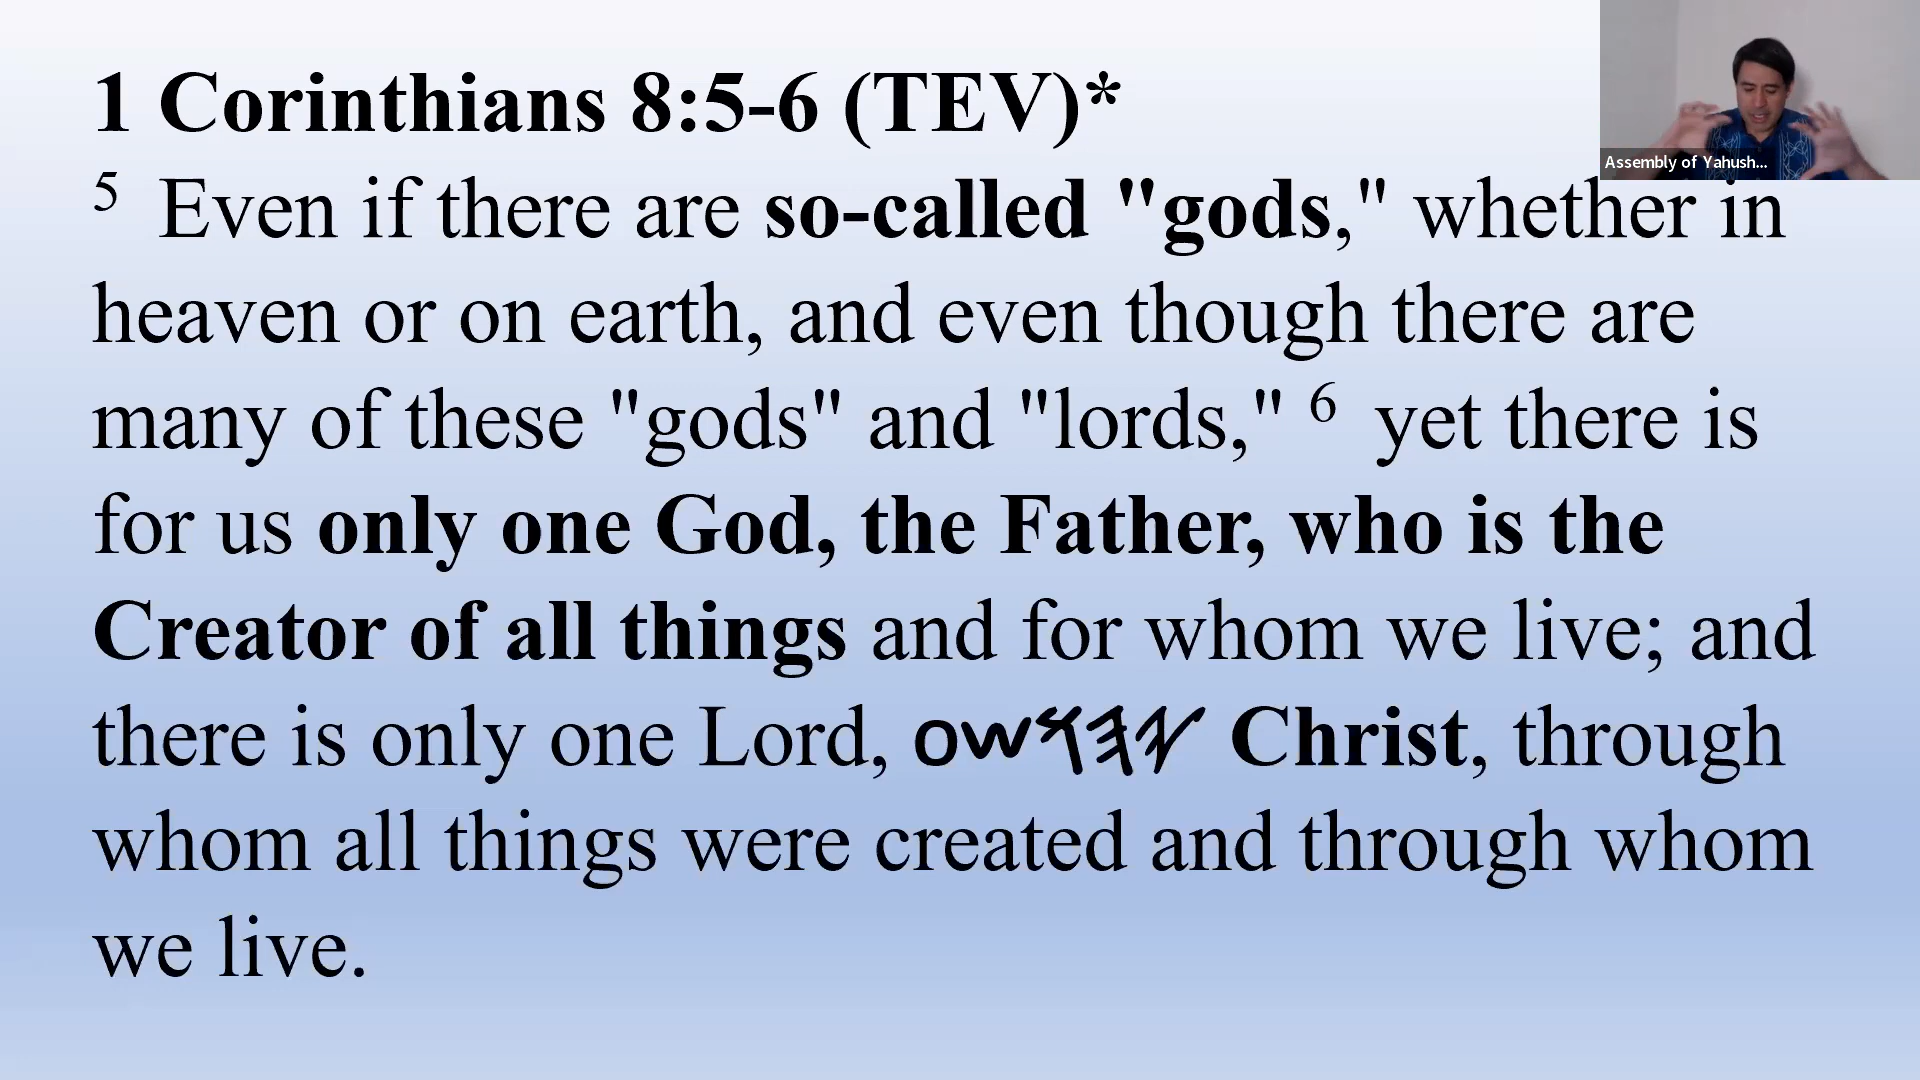 1 Corinthians 8:5-6 (TEV)*
Assembly of Yahush...
5 Even if there are so-called "gods," whether in
heaven or on earth, and even though there are
many of these "gods" and "lords," 6 yet there is
for us only one God, the Father, who is the
Creator of all things and for whom we live; and
there is only one Lord, 𐤉𐤄𐤅𐤔𐤏 Christ, through
whom all things were created and through whom
we live.